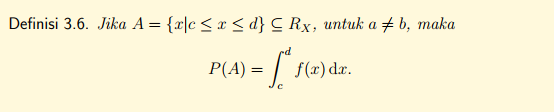 Definisi 3.6. Jika A = {x|c ≤ x ≤ d} ⊆ R_X, untuk a ≠ b, maka
P(A) = ∫_c^d f(x) dx.